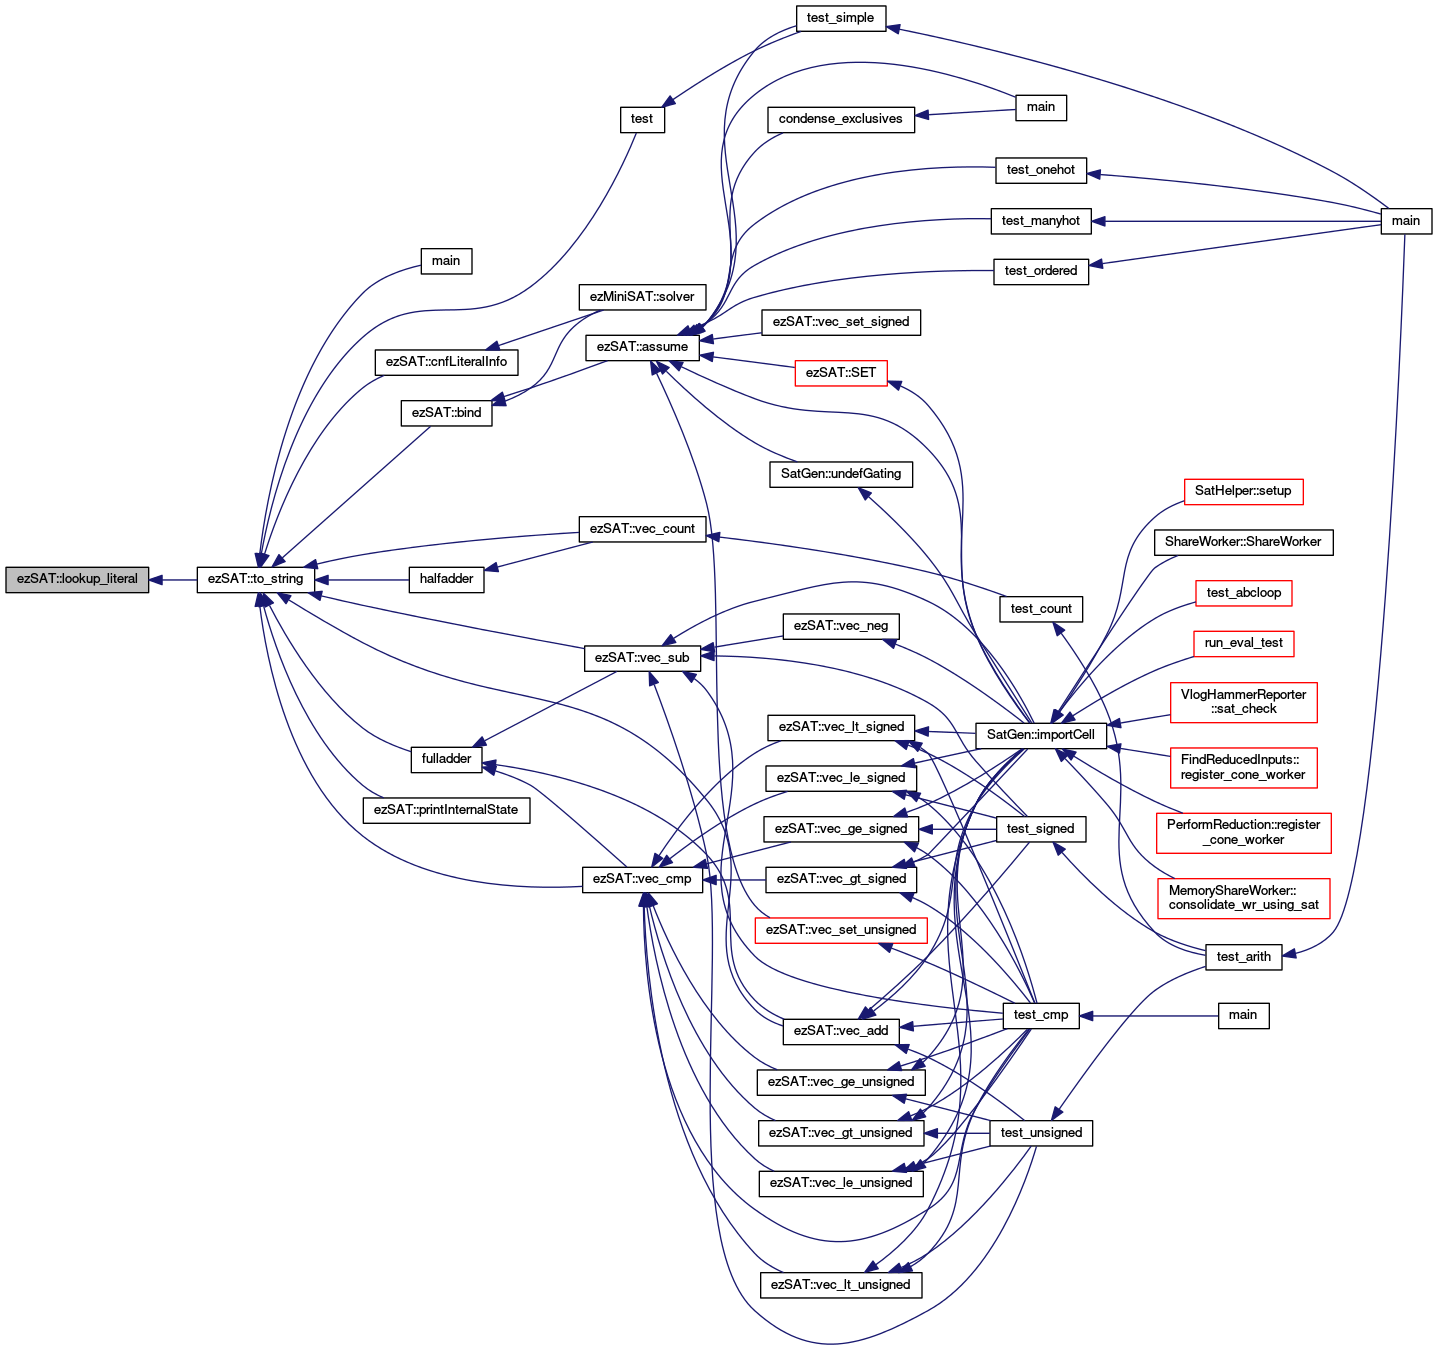 test_simple
main
test
condense_exclusives
test_onehot
test_manyhot
main
main
test_ordered
ezMiniSAT::solver
ezSAT::vec_set_signed
ezSAT::assume
ezSAT::cnfLiteralInfo
ezSAT::SET
ezSAT::bind
SatGen::undefGating
SatHelper::setup
ezSAT::vec_count
ShareWorker::ShareWorker
ezSAT::lookup_literal
ezSAT::to_string
halfadder
test_abcloop
test_count
ezSAT::vec_neg
run_eval_test
ezSAT::vec_sub
VlogHammerReporter
::sat_check
ezSAT::vec_lt_signed
SatGen::importCell
fulladder
FindReducedInputs::
register_cone_worker
ezSAT::vec_le_signed
ezSAT::printInternalState
ezSAT::vec_ge_signed
test_signed
PerformReduction::register
_cone_worker
ezSAT::vec_cmp
ezSAT::vec_gt_signed
MemoryShareWorker::
consolidate_wr_using_sat
ezSAT::vec_set_unsigned
test_arith
test_cmp
main
ezSAT::vec_add
ezSAT::vec_ge_unsigned
ezSAT::vec_gt_unsigned
test_unsigned
ezSAT::vec_le_unsigned
ezSAT::vec_lt_unsigned